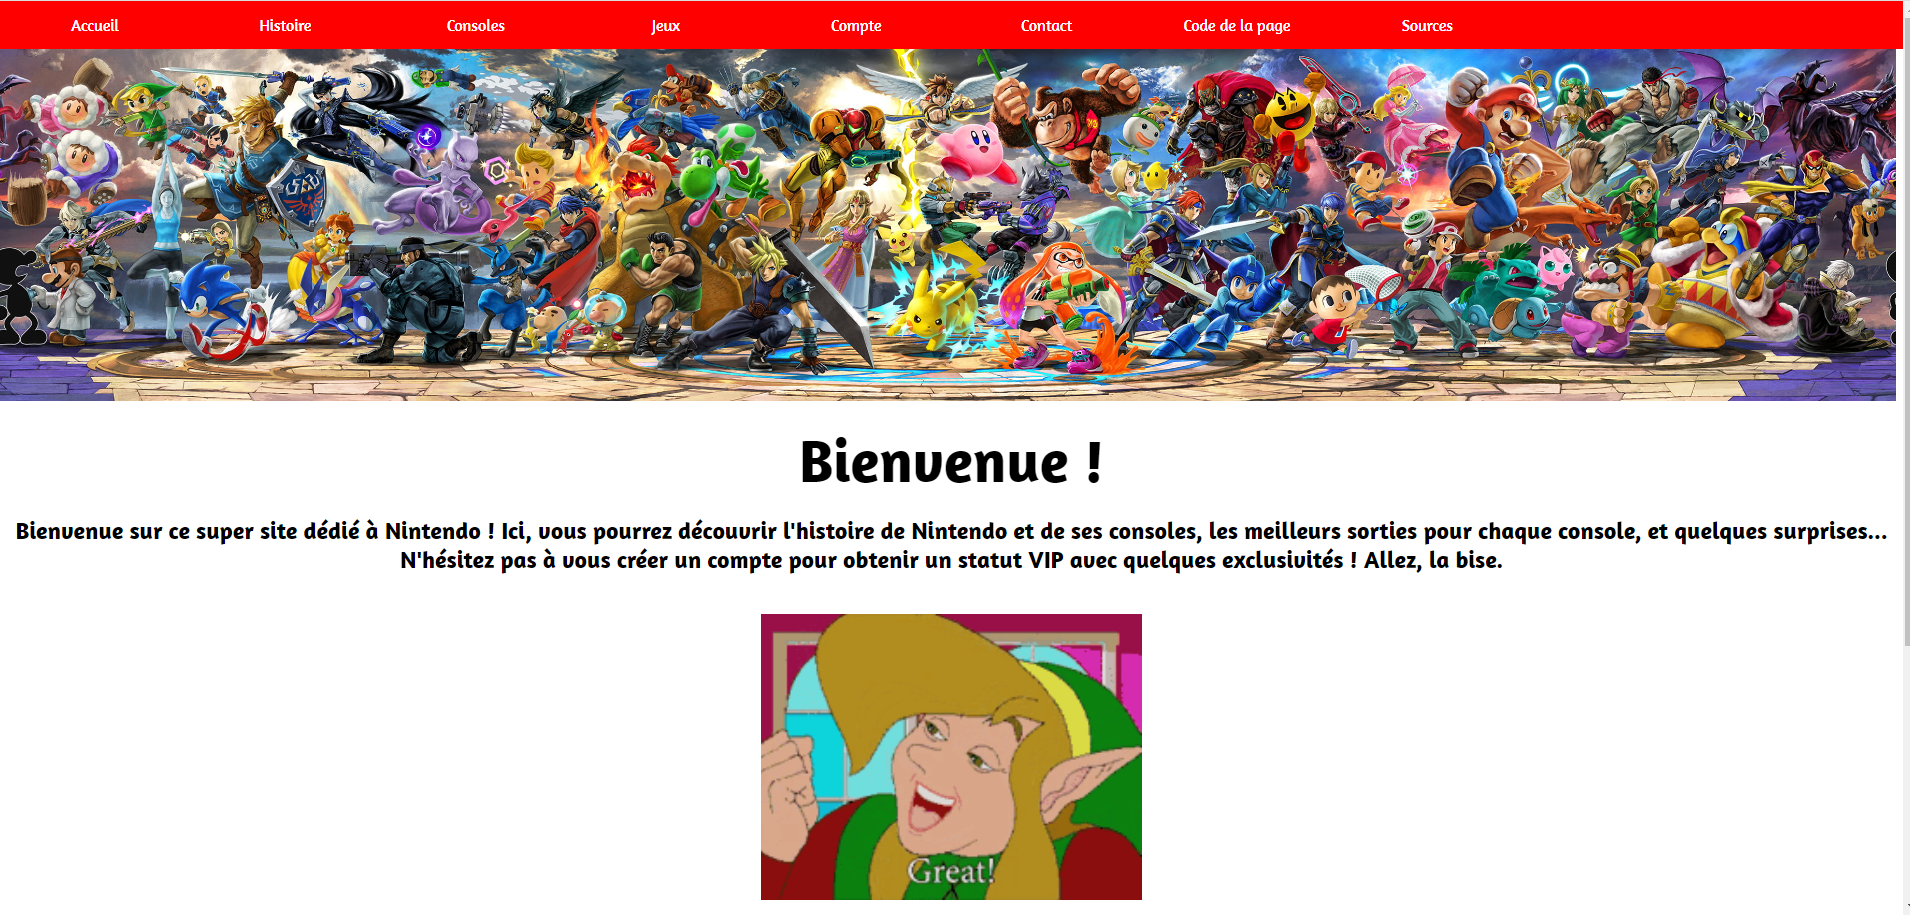 Accueil Histoire Consoles Jeux Compte Contact Code de la page Sources
Bienvenue !
Bienvenue sur ce super site dédié à Nintendo ! Ici, vous pourrez découvrir l'histoire de Nintendo et de ses consoles, les meilleurs sorties pour chaque console, et quelques surprises...
N'hésitez pas à vous créer un compte pour obtenir un statut VIP avec quelques exclusivités ! Allez, la bise.
Great!